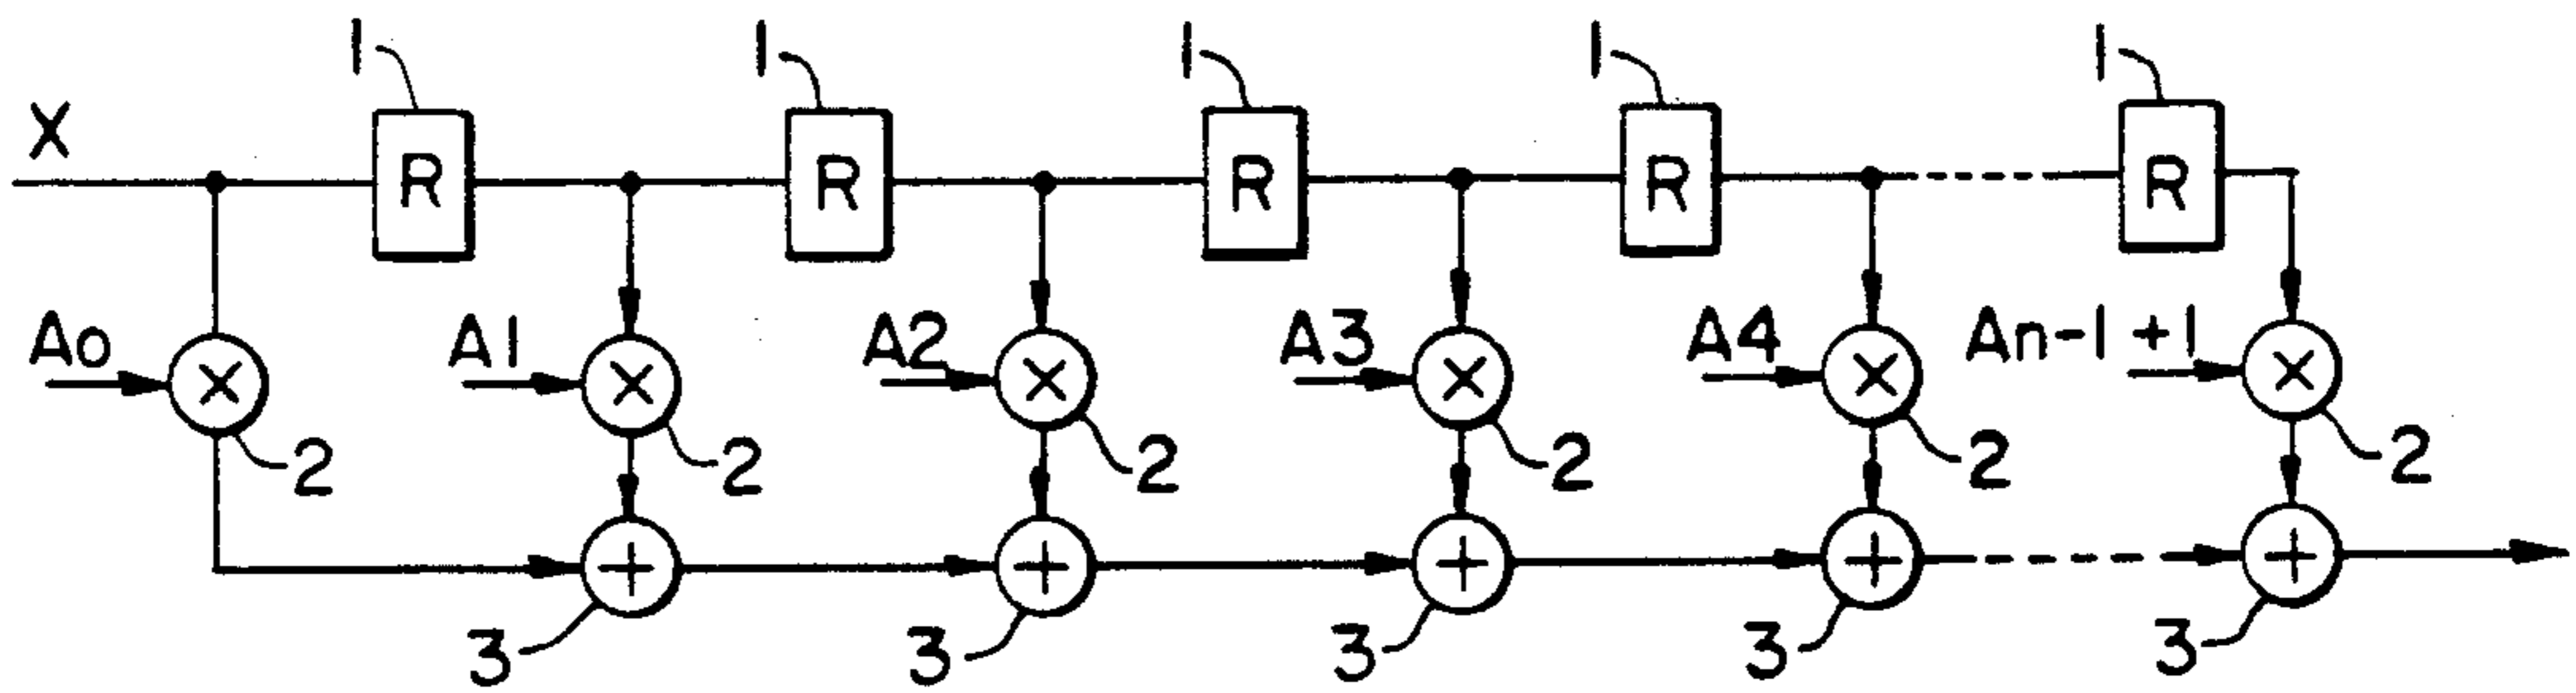 1 1 1 1 1
X
R R R R R
A0 A1 A2 A3 A4 An-1+1
× × × × × ×
2 2 2 2 2 2
+ + + + +
3 3 3 3 3